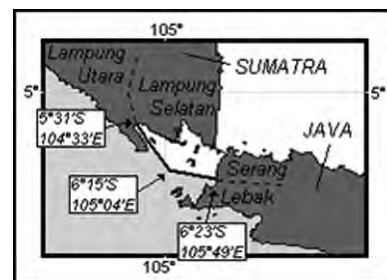 105°
Lampung
Utara
SUMATRA
Lampung
Selatan
5°
5°
5°31'S
104°33'E
JAVA
Serang
6°15'S
105°04'E
Lebak
6°23'S
105°49'E
105°